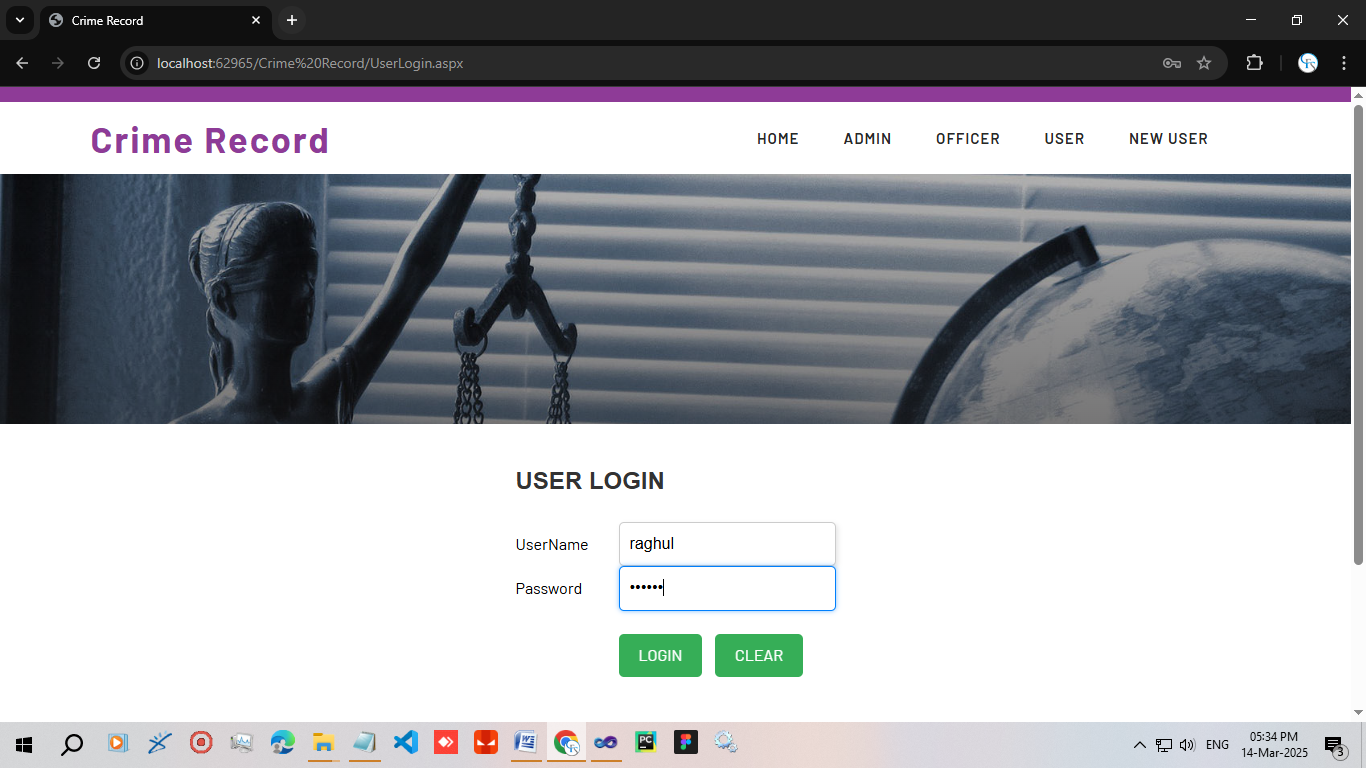 Crime Record
localhost:62965/Crime%20Record/UserLogin.aspx
Crime Record
HOME ADMIN OFFICER USER NEW USER
USER LOGIN
UserName raghul
Password ••••••
LOGIN CLEAR
ENG
05:34 PM
14-Mar-2025
3